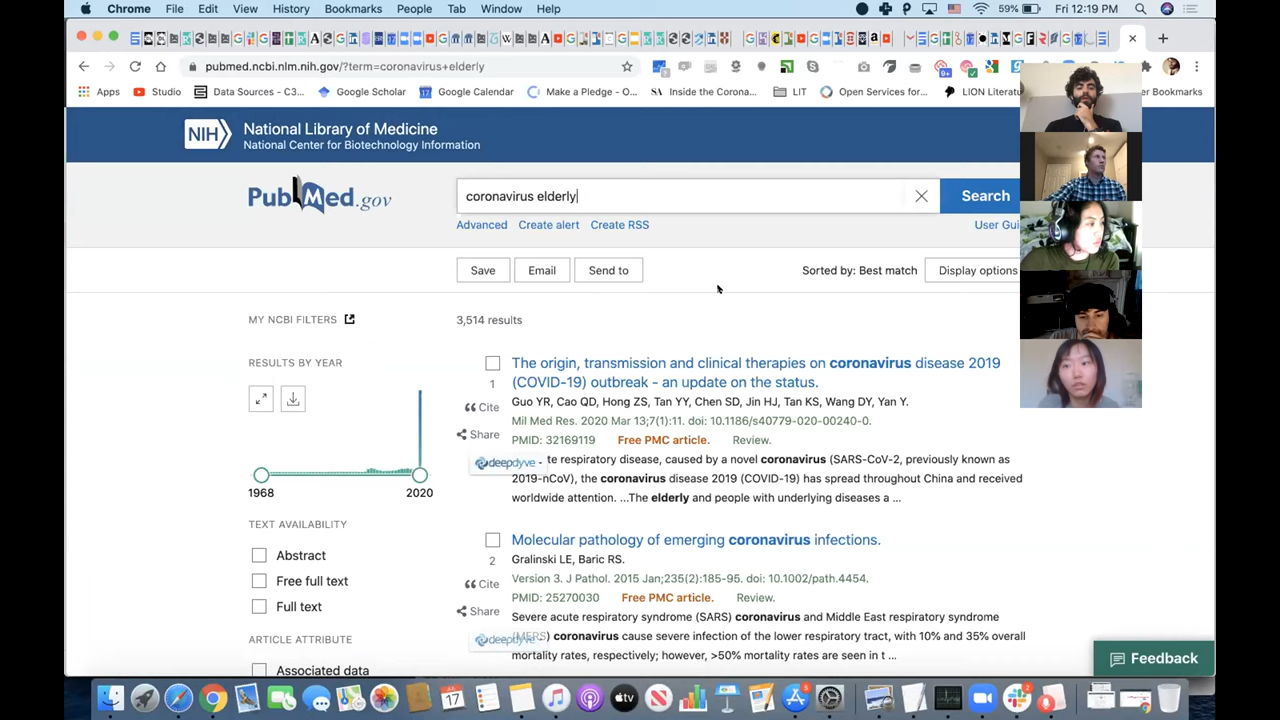 Chrome File Edit View History Bookmarks People Tab Window Help 59% Fri 12:19 PM
pubmed.ncbi.nlm.nih.gov/?term=coronavirus+elderly
Apps Studio Data Sources - C3... Google Scholar Google Calendar Make a Pledge - O... Inside the Corona... LIT Open Services for... LION Literatu Bookmarks
NIH National Library of Medicine
National Center for Biotechnology Information
PubMed.gov
coronavirus elderly
Search
Advanced Create alert Create RSS User Gui
Save Email Send to Sorted by: Best match Display options
MY NCBI FILTERS
3,514 results
RESULTS BY YEAR
1968 2020
TEXT AVAILABILITY
Abstract
Free full text
Full text
ARTICLE ATTRIBUTE
Associated data
1
Cite
Share
The origin, transmission and clinical therapies on coronavirus disease 2019
(COVID-19) outbreak - an update on the status.
Guo YR, Cao QD, Hong ZS, Tan YY, Chen SD, Jin HJ, Tan KS, Wang DY, Yan Y.
Mil Med Res. 2020 Mar 13;7(1):11. doi: 10.1186/s40779-020-00240-0.
PMID: 32169119 Free PMC article. Review.
deepdyve te respiratory disease, caused by a novel coronavirus (SARS-CoV-2, previously known as
2019-nCoV), the coronavirus disease 2019 (COVID-19) has spread throughout China and received
worldwide attention. ...The elderly and people with underlying diseases a ...
2
Cite
Share
Molecular pathology of emerging coronavirus infections.
Gralinski LE, Baric RS.
Version 3. J Pathol. 2015 Jan;235(2):185-95. doi: 10.1002/path.4454.
PMID: 25270030 Free PMC article. Review.
Severe acute respiratory syndrome (SARS) coronavirus and Middle East respiratory syndrome
deepdyve (MERS) coronavirus cause severe infection of the lower respiratory tract, with 10% and 35% overall
mortality rates, respectively; however, >50% mortality rates are seen in t ...
Feedback